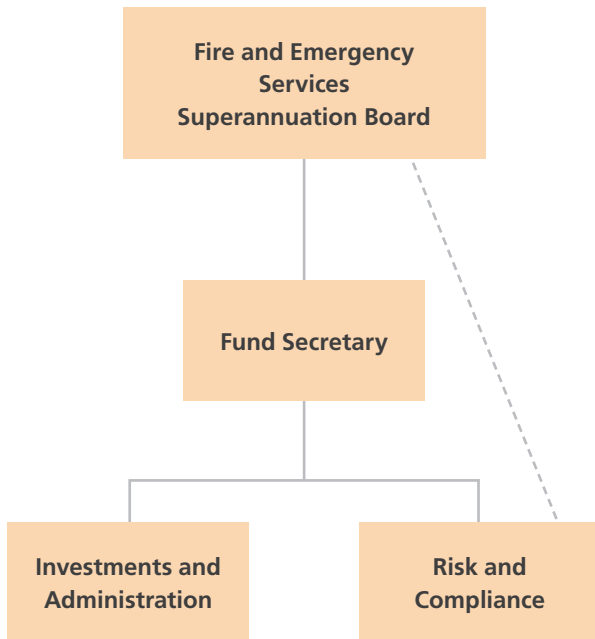 Fire and Emergency
Services
Superannuation Board
Fund Secretary
Investments and
Administration
Risk and
Compliance